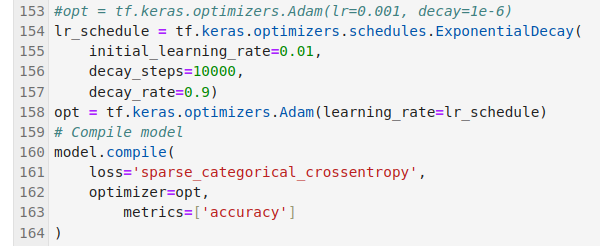 153 #opt = tf.keras.optimizers.Adam(lr=0.001, decay=1e-6)
154 lr_schedule = tf.keras.optimizers.schedules.ExponentialDecay(
155     initial_learning_rate=0.01,
156     decay_steps=10000,
157     decay_rate=0.9)
158 opt = tf.keras.optimizers.Adam(learning_rate=lr_schedule)
159 # Compile model
160 model.compile(
161     loss='sparse_categorical_crossentropy',
162     optimizer=opt,
163         metrics=['accuracy']
164 )